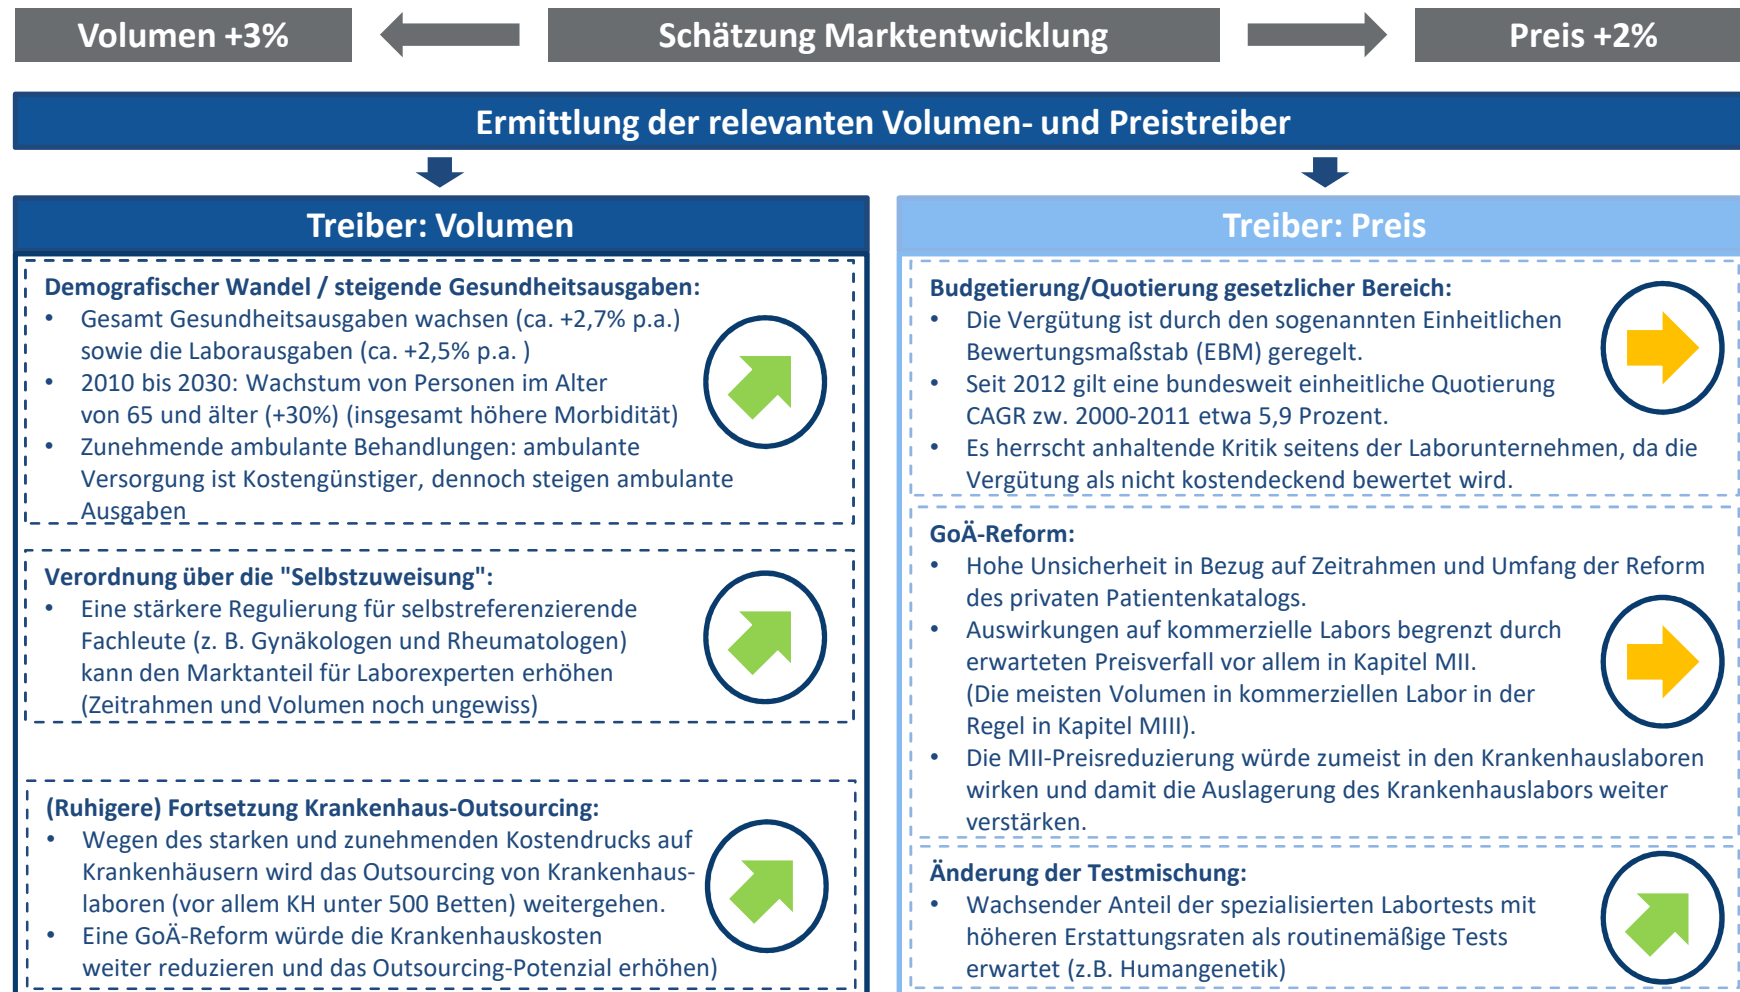 Volumen +3%
Schätzung Marktentwicklung
Preis +2%
Ermittlung der relevanten Volumen- und Preistreiber
Treiber: Volumen
Demografischer Wandel / steigende Gesundheitsausgaben:
• Gesamt Gesundheitsausgaben wachsen (ca. +2,7% p.a.)
sowie die Laborausgaben (ca. +2,5% p.a. )
• 2010 bis 2030: Wachstum von Personen im Alter
von 65 und älter (+30%) (insgesamt höhere Morbidität)
• Zunehmende ambulante Behandlungen: ambulante
Versorgung ist Kostengünstiger, dennoch steigen ambulante
Ausgaben
Verordnung über die "Selbstzuweisung":
• Eine stärkere Regulierung für selbstreferenzierende
Fachleute (z. B. Gynäkologen und Rheumatologen)
kann den Marktanteil für Laborexperten erhöhen
(Zeitrahmen und Volumen noch ungewiss)
(Ruhigere) Fortsetzung Krankenhaus-Outsourcing:
• Wegen des starken und zunehmenden Kostendrucks auf
Krankenhäusern wird das Outsourcing von Krankenhaus-
laboren (vor allem KH unter 500 Betten) weitergehen.
• Eine GoÄ-Reform würde die Krankenhauskosten
weiter reduzieren und das Outsourcing-Potenzial erhöhen)
Treiber: Preis
Budgetierung/Quotierung gesetzlicher Bereich:
• Die Vergütung ist durch den sogenannten Einheitlichen
Bewertungsmaßstab (EBM) geregelt.
• Seit 2012 gilt eine bundesweit einheitliche Quotierung
CAGR zw. 2000-2011 etwa 5,9 Prozent.
• Es herrscht anhaltende Kritik seitens der Laborunternehmen, da die
Vergütung als nicht kostendeckend bewertet wird.
GoÄ-Reform:
• Hohe Unsicherheit in Bezug auf Zeitrahmen und Umfang der Reform
des privaten Patientenkatalogs.
• Auswirkungen auf kommerzielle Labors begrenzt durch
erwarteten Preisverfall vor allem in Kapitel MII.
(Die meisten Volumen in kommerziellen Labor in der
Regel in Kapitel MIII).
• Die MII-Preisreduzierung würde zumeist in den Krankenhauslaboren
wirken und damit die Auslagerung des Krankenhauslabors weiter
verstärken.
Änderung der Testmischung:
• Wachsender Anteil der spezialisierten Labortests mit
höheren Erstattungsraten als routinemäßige Tests
erwartet (z.B. Humangenetik)